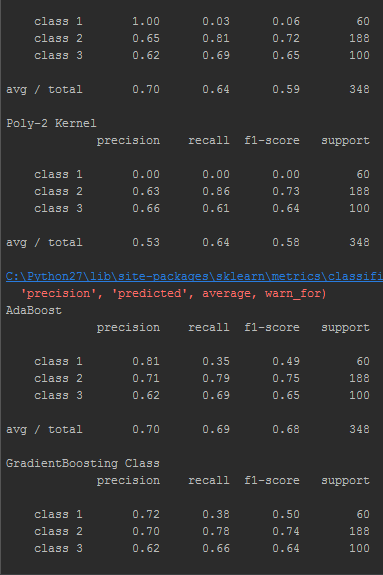 class 1 1.00 0.03 0.06 60
class 2 0.65 0.81 0.72 188
class 3 0.62 0.69 0.65 100
avg / total 0.70 0.64 0.59 348
Poly-2 Kernel
precision recall f1-score support
class 1 0.00 0.00 0.00 60
class 2 0.63 0.86 0.73 188
class 3 0.66 0.61 0.64 100
avg / total 0.53 0.64 0.58 348
C:\Python27\lib\site-packages\sklearn\metrics\classifi
'precision', 'predicted', average, warn_for)
AdaBoost
precision recall f1-score support
class 1 0.81 0.35 0.49 60
class 2 0.71 0.79 0.75 188
class 3 0.62 0.69 0.65 100
avg / total 0.70 0.69 0.68 348
GradientBoosting Class
precision recall f1-score support
class 1 0.72 0.38 0.50 60
class 2 0.70 0.78 0.74 188
class 3 0.62 0.66 0.64 100